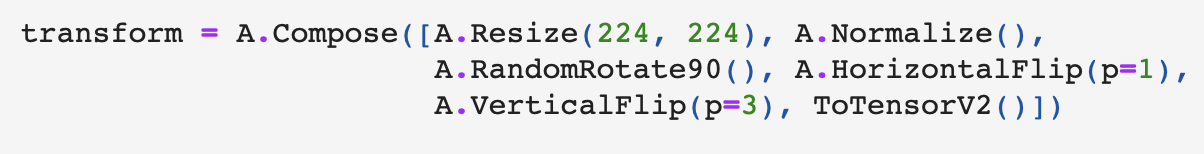 transform = A.Compose([A.Resize(224, 224), A.Normalize(),
A.RandomRotate90(), A.HorizontalFlip(p=1),
A.VerticalFlip(p=3), ToTensorV2()])